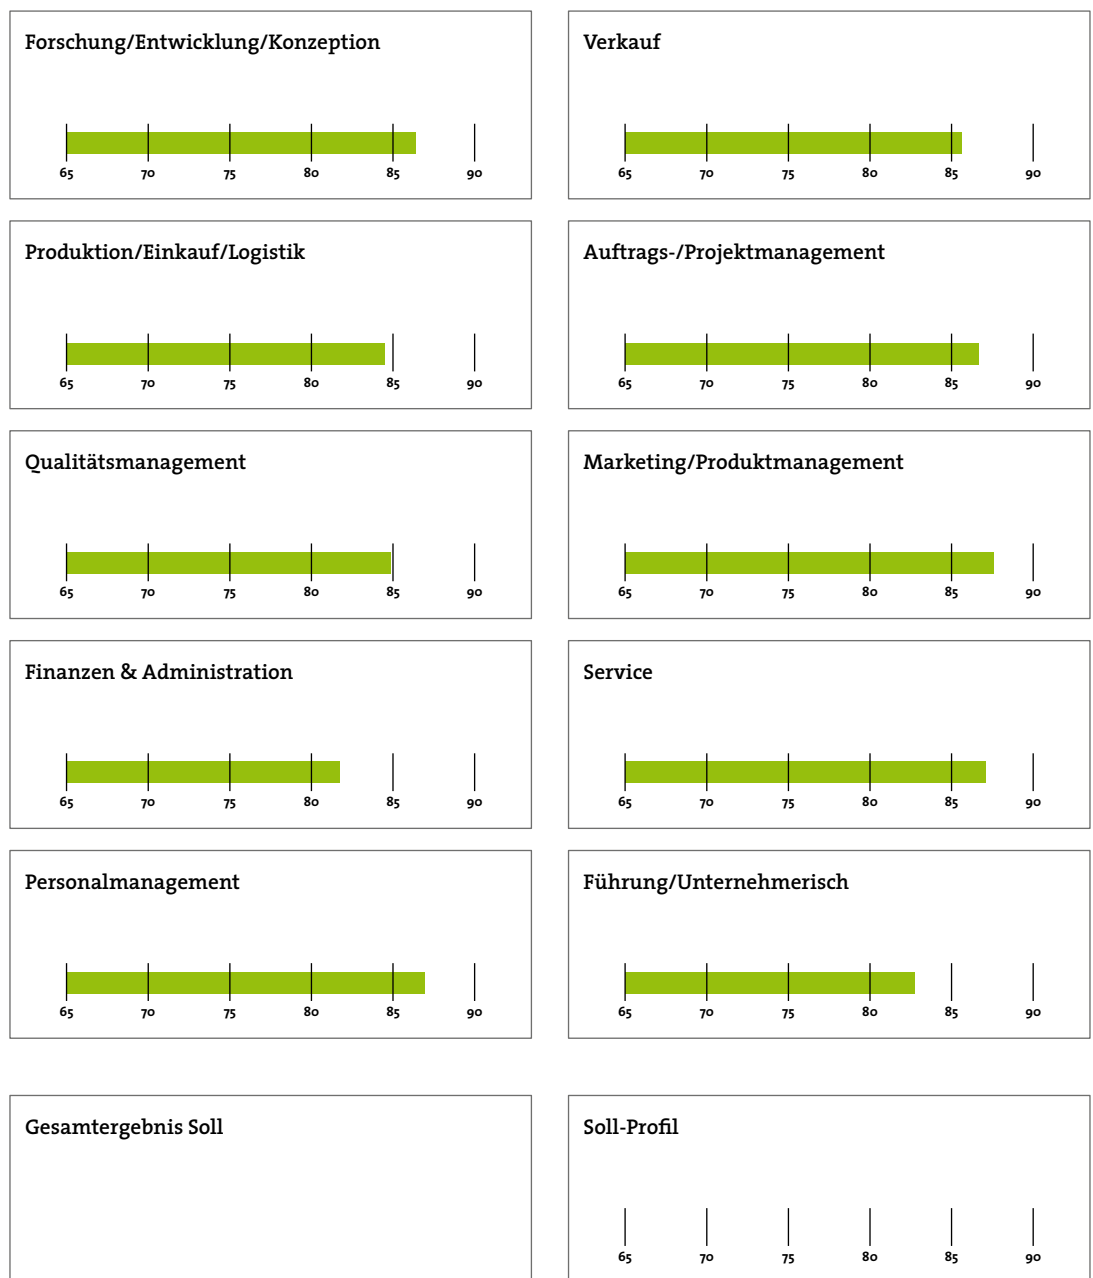 Forschung/Entwicklung/Konzeption
65 70 75 80 85 90
Verkauf
65 70 75 80 85 90
Produktion/Einkauf/Logistik
65 70 75 80 85 90
Auftrags-/Projektmanagement
65 70 75 80 85 90
Qualitätsmanagement
65 70 75 80 85 90
Marketing/Produktmanagement
65 70 75 80 85 90
Finanzen & Administration
65 70 75 80 85 90
Service
65 70 75 80 85 90
Personalmanagement
65 70 75 80 85 90
Führung/Unternehmerisch
65 70 75 80 85 90
Gesamtergebnis Soll
Soll-Profil
65 70 75 80 85 90